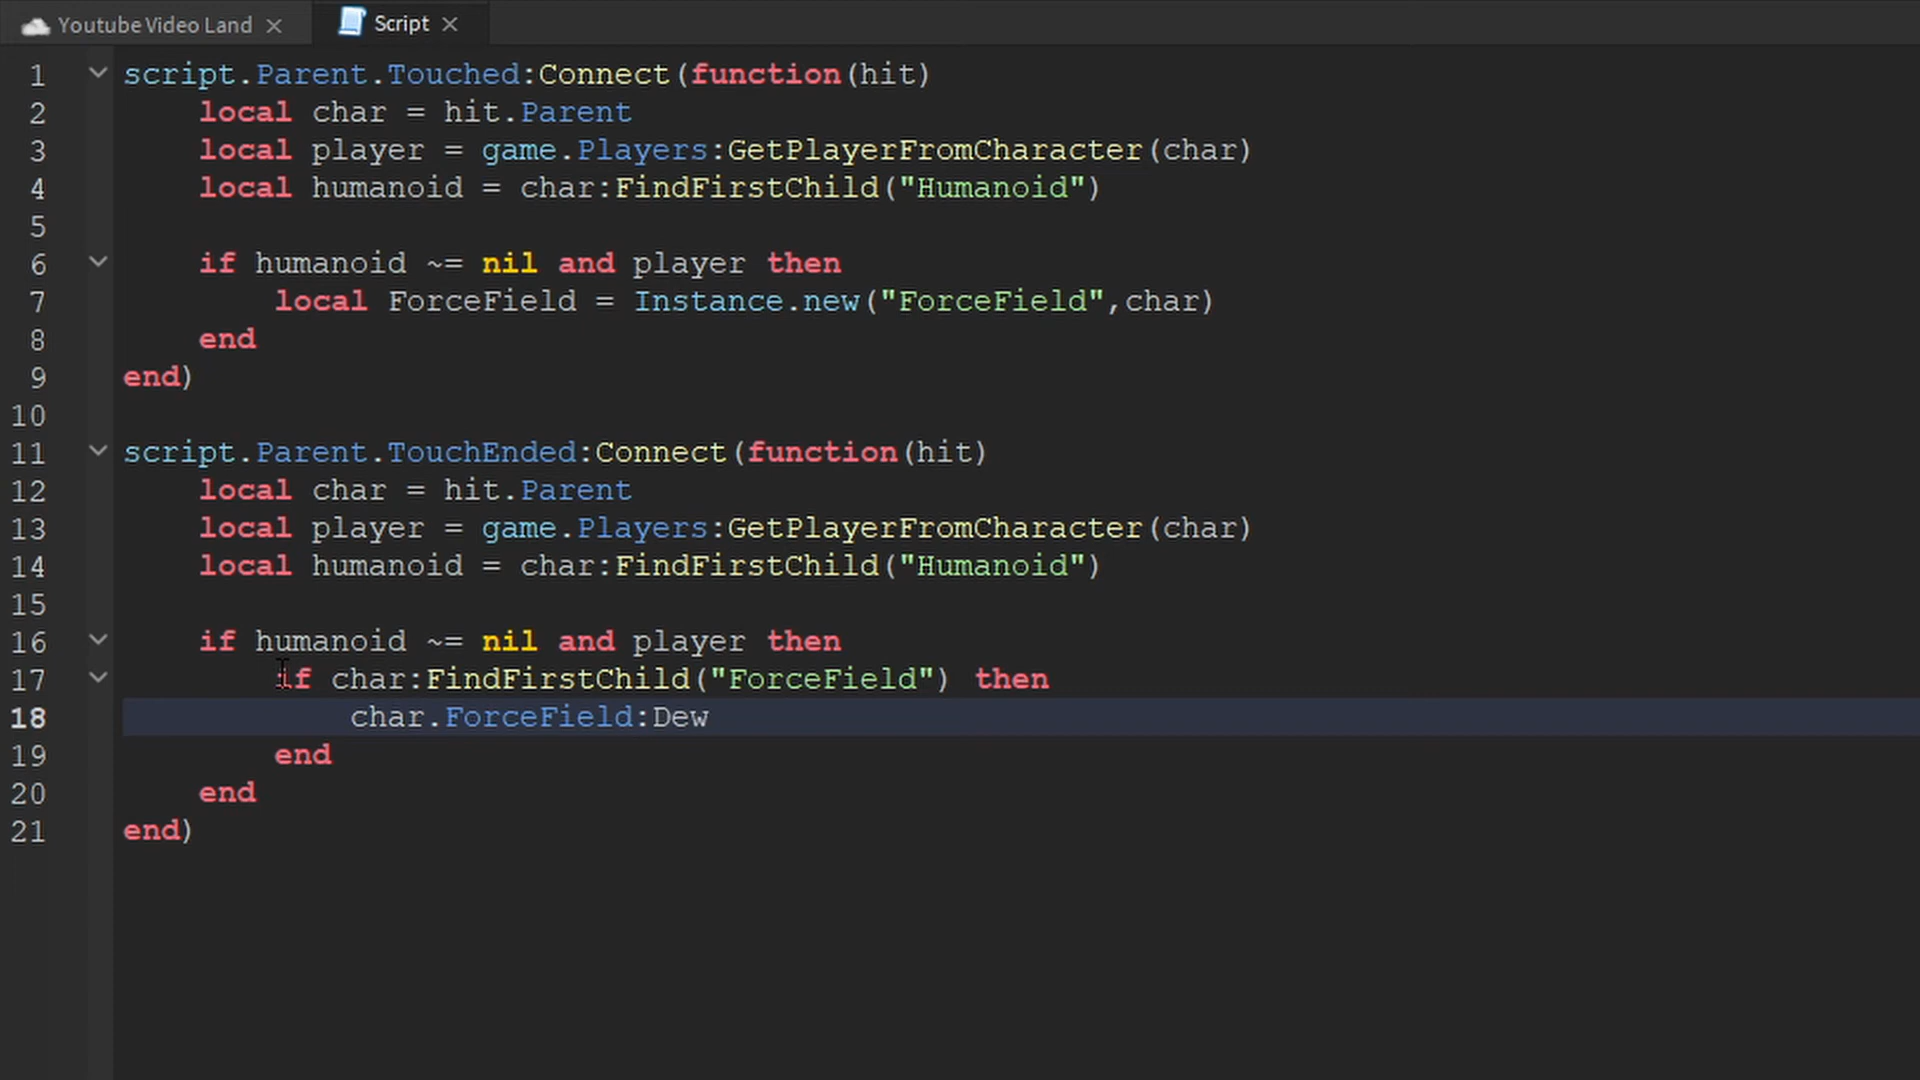 Youtube Video Land
Script
1 script.Parent.Touched:Connect(function(hit)
2 local char = hit.Parent
3 local player = game.Players:GetPlayerFromCharacter(char)
4 local humanoid = char:FindFirstChild("Humanoid")
5
6 if humanoid ~= nil and player then
7 local ForceField = Instance.new("ForceField",char)
8 end
9 end)
10
11 script.Parent.TouchEnded:Connect(function(hit)
12 local char = hit.Parent
13 local player = game.Players:GetPlayerFromCharacter(char)
14 local humanoid = char:FindFirstChild("Humanoid")
15
16 if humanoid ~= nil and player then
17 if char:FindFirstChild("ForceField") then
18 char.ForceField:Dew
19 end
20 end
21 end)